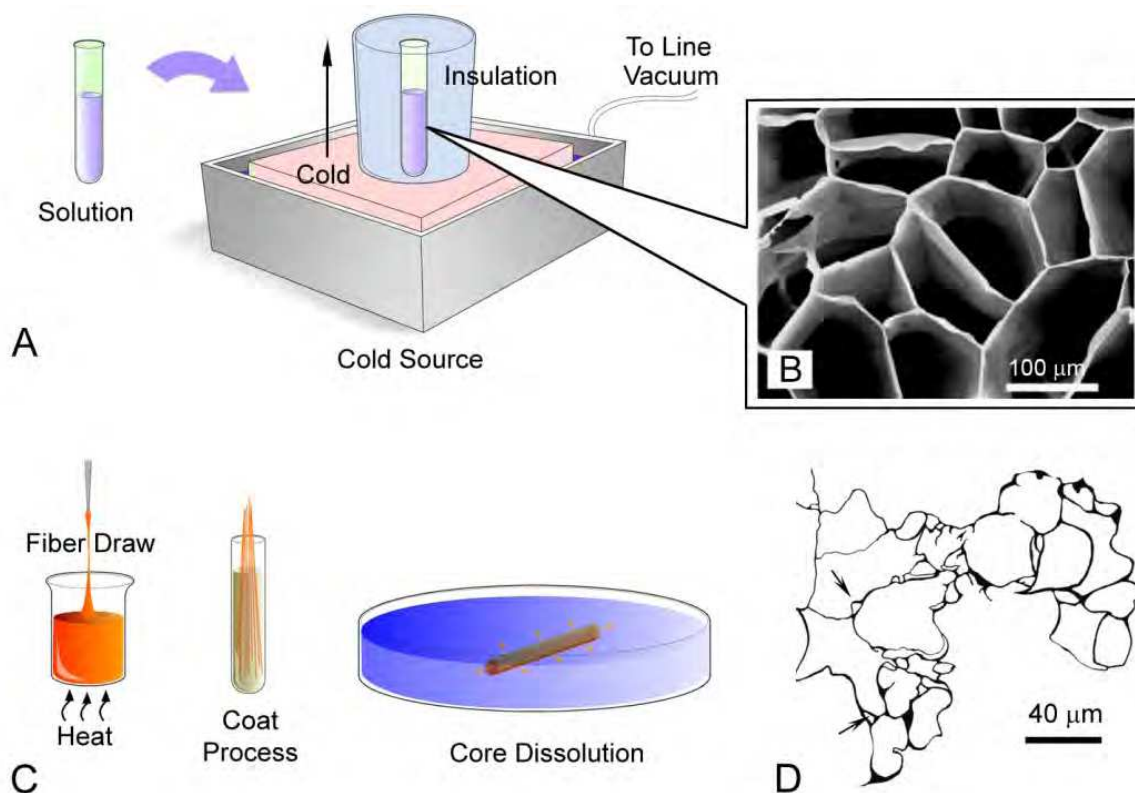 Solution
Cold
Insulation
To Line
Vacuum
Cold Source
A
B
100 μm
Fiber Draw
Heat
Coat
Process
Core Dissolution
C
40 μm
D